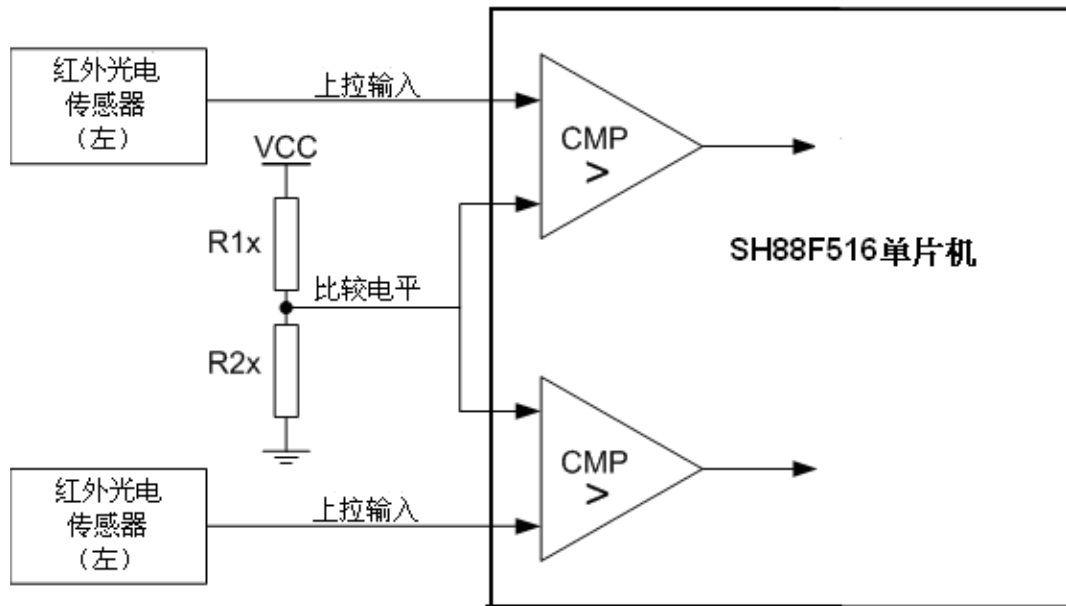 红外光电
传感器
（左）
上拉输入
VCC
R1x
比较电平
R2x
CMP
>
SH88F516单片机
CMP
>
红外光电
传感器
（左）
上拉输入